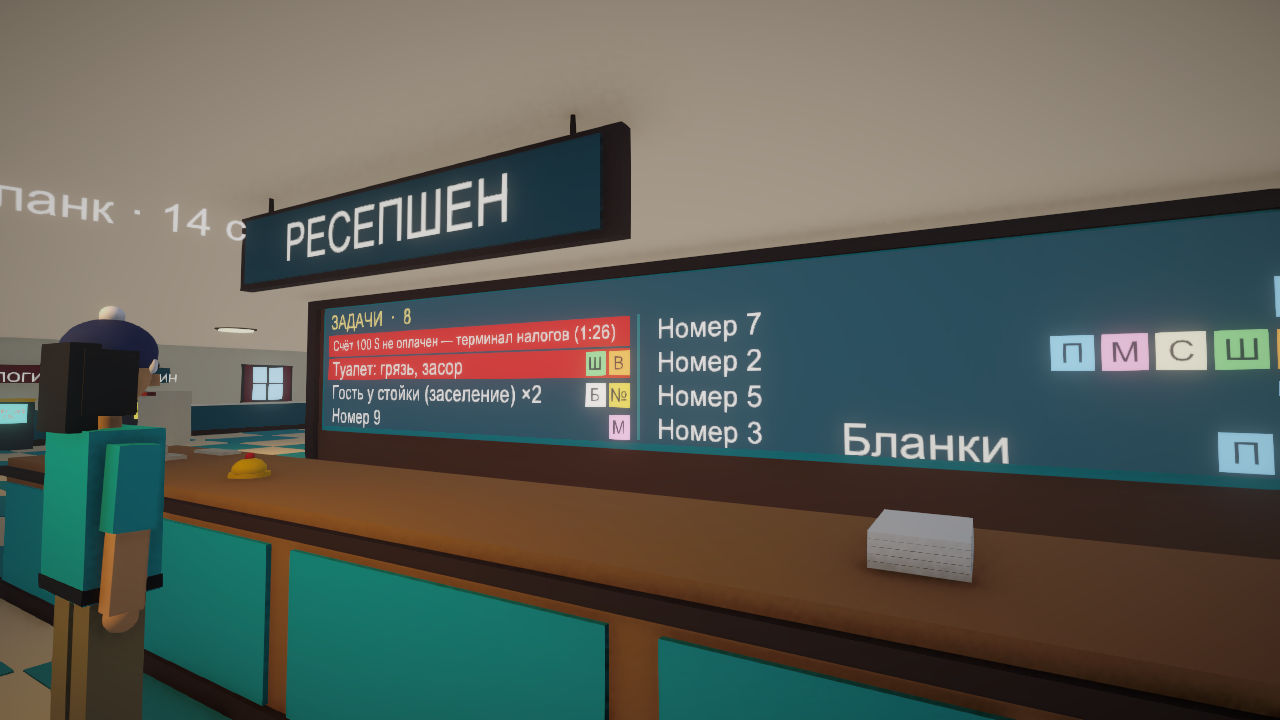 ланк · 14 с
РЕСЕПШЕН
ЗАДАЧИ · 8
Счёт 100 $ не оплачен — терминал налогов (1:26)
Туалет: грязь, засор Ш В
Гость у стойки (заселение) ×2 Б №
Номер 9 М
Номер 7
Номер 2 П М С Ш
Номер 5
Номер 3 П
Бланки